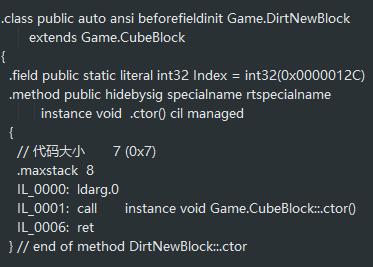 .class public auto ansi beforefieldinit Game.DirtNewBlock
extends Game.CubeBlock
{
.field public static literal int32 Index = int32(0x0000012C)
.method public hidebysig specialname rtspecialname
instance void .ctor() cil managed
{
// 代码大小 7 (0x7)
.maxstack 8
IL_0000: ldarg.0
IL_0001: call instance void Game.CubeBlock::.ctor()
IL_0006: ret
} // end of method DirtNewBlock::.ctor